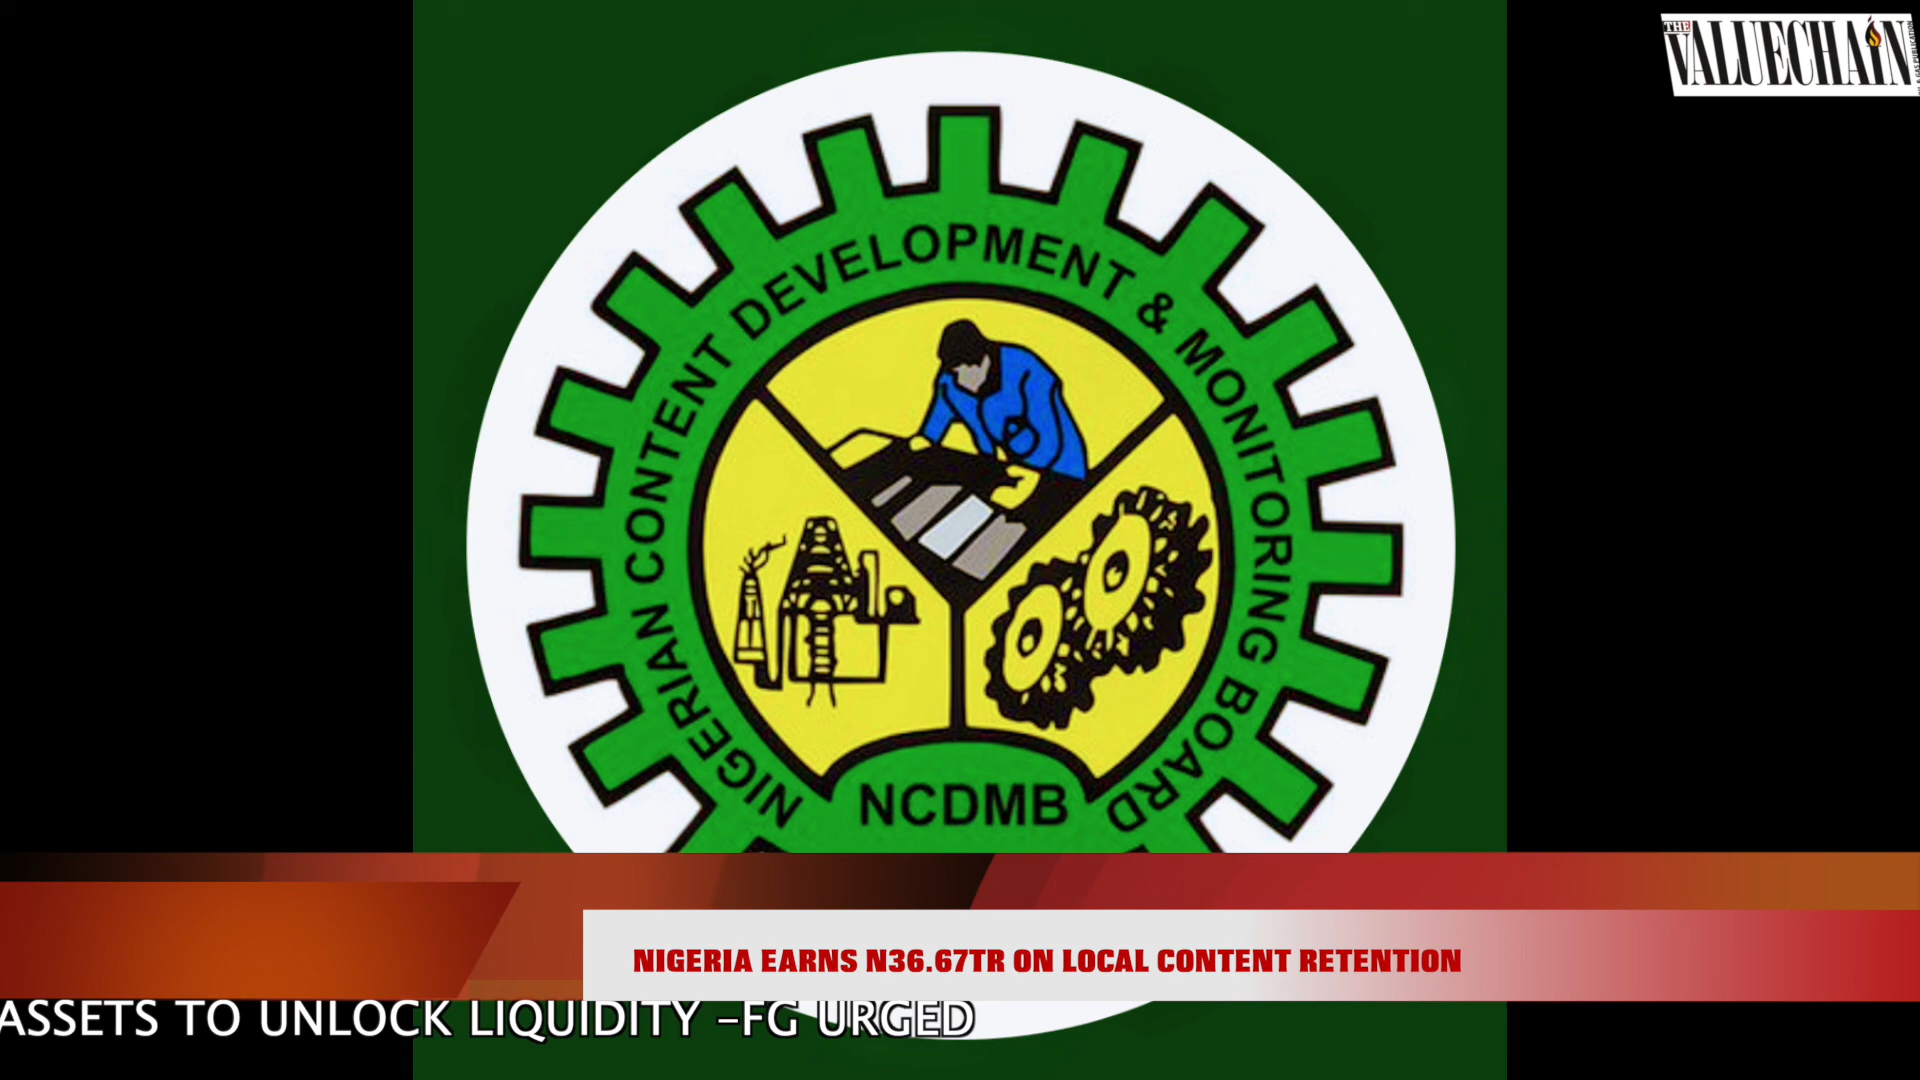 THE
VALUECHAIN
NIGERIAN CONTENT DEVELOPMENT & MONITORING BOARD
NCDMB
NIGERIA EARNS N36.67TR ON LOCAL CONTENT RETENTION
ASSETS TO UNLOCK LIQUIDITY –FG URGED